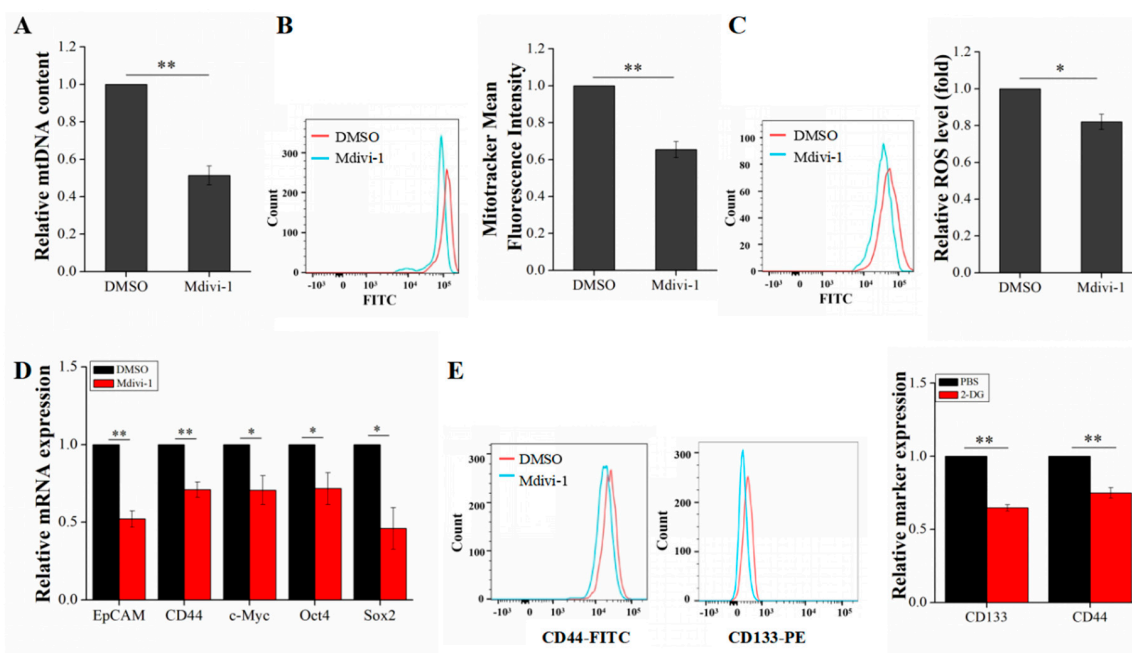 A
Relative mtDNA content
1.2
1.0
0.8
0.6
0.4
0.2
0.0
**
DMSO
Mdivi-1
B
DMSO
Mdivi-1
Count
300
200
100
0
-10³ 0 10³ 10⁴ 10⁵
FITC
Mitotracker Mean
Fluorescence Intensity
1.2
1.0
0.8
0.6
0.4
0.2
0.0
**
DMSO
Mdivi-1
C
DMSO
Mdivi-1
Count
100
80
60
40
20
0
-10³ 0 10³ 10⁴ 10⁵
FITC
Relative ROS level (fold)
1.2
1.0
0.8
0.6
0.4
0.2
0.0
*
DMSO
Mdivi-1
D
Relative mRNA expression
1.5
1.0
0.5
0.0
DMSO
Mdivi-1
** ** * * *
EpCAM CD44 c-Myc Oct4 Sox2
E
DMSO
Mdivi-1
Count
300
200
100
0
-10³ 0 10³ 10⁴ 10⁵
CD44-FITC
DMSO
Mdivi-1
Count
300
200
100
0
-10³ 0 10³ 10⁴ 10⁵
CD133-PE
Relative marker expression
1.5
1.0
0.5
0.0
PBS
2-DG
** **
CD133 CD44